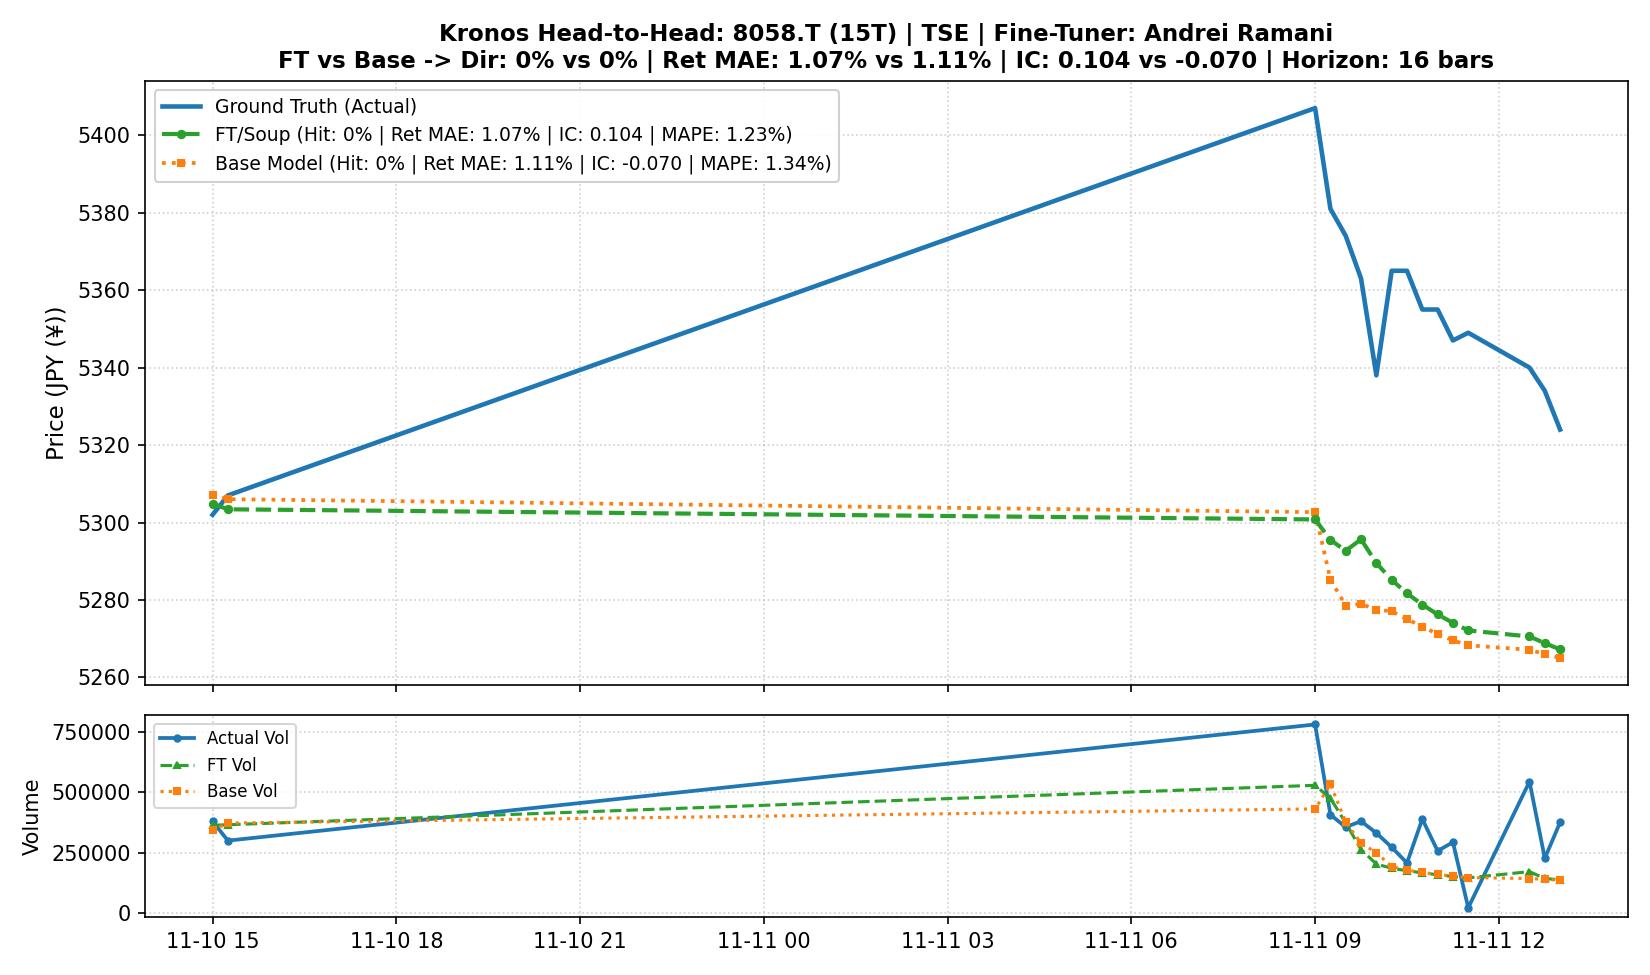 Kronos Head-to-Head: 8058.T (15T) | TSE | Fine-Tuner: Andrei Ramani
FT vs Base -> Dir: 0% vs 0% | Ret MAE: 1.07% vs 1.11% | IC: 0.104 vs -0.070 | Horizon: 16 bars
Ground Truth (Actual)
FT/Soup (Hit: 0% | Ret MAE: 1.07% | IC: 0.104 | MAPE: 1.23%)
Base Model (Hit: 0% | Ret MAE: 1.11% | IC: -0.070 | MAPE: 1.34%)
Price (JPY (¥))
5400
5380
5360
5340
5320
5300
5280
5260
Actual Vol
FT Vol
Base Vol
Volume
750000
500000
250000
0
11-10 15
11-10 18
11-10 21
11-11 00
11-11 03
11-11 06
11-11 09
11-11 12